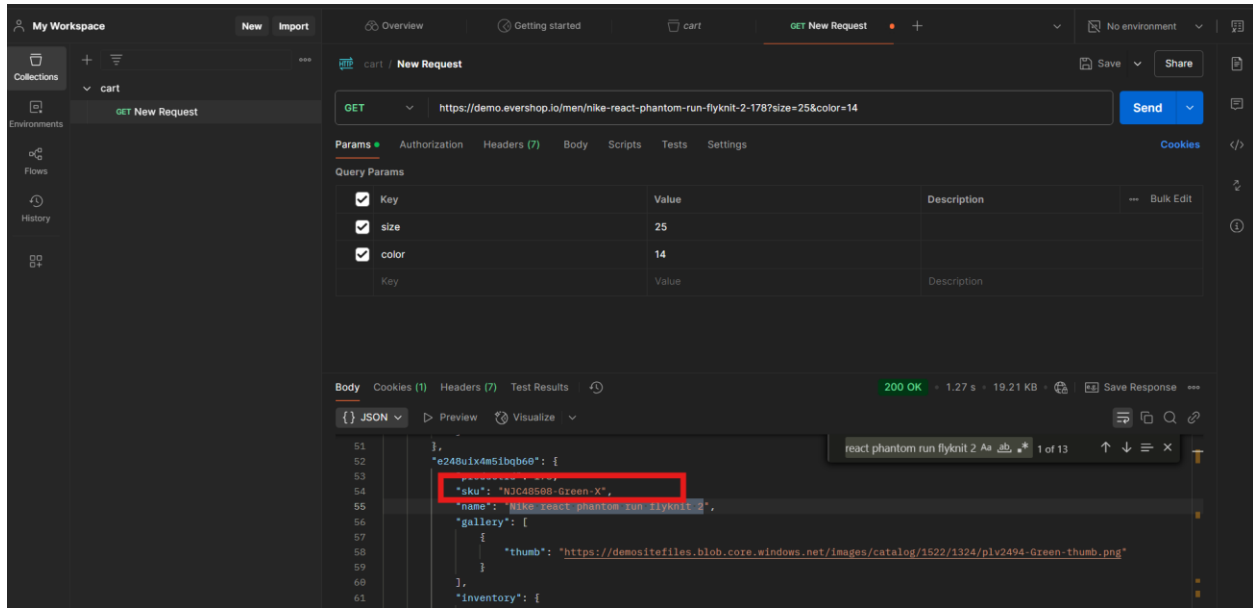 My Workspace New Import Overview Getting started cart GET New Request + No environment
Collections
cart / New Request Save Share
cart
GET New Request
GET https://demo.evershop.io/men/nike-react-phantom-run-flyknit-2-178?size=25&color=14 Send
Environments
Params Authorization Headers (7) Body Scripts Tests Settings Cookies
Flows
Query Params
Key Value Description Bulk Edit
History
size 25
color 14
Key Value Description
Body Cookies (1) Headers (7) Test Results 200 OK 1.27 s 19.21 KB Save Response
{} JSON Preview Visualize
react phantom run flyknit 2 Aa ab .* 1 of 13
51 },
52 "e248uix4m5ibqb60": {
53
54 "sku": "NJC48508-Green-X",
55 "name": "Nike react phantom run flyknit 2",
56 "gallery": [
57 {
58 "thumb": "https://demositefiles.blob.core.windows.net/images/catalog/1522/1324/plv2494-Green-thumb.png"
59 }
60 ],
61 "inventory": {